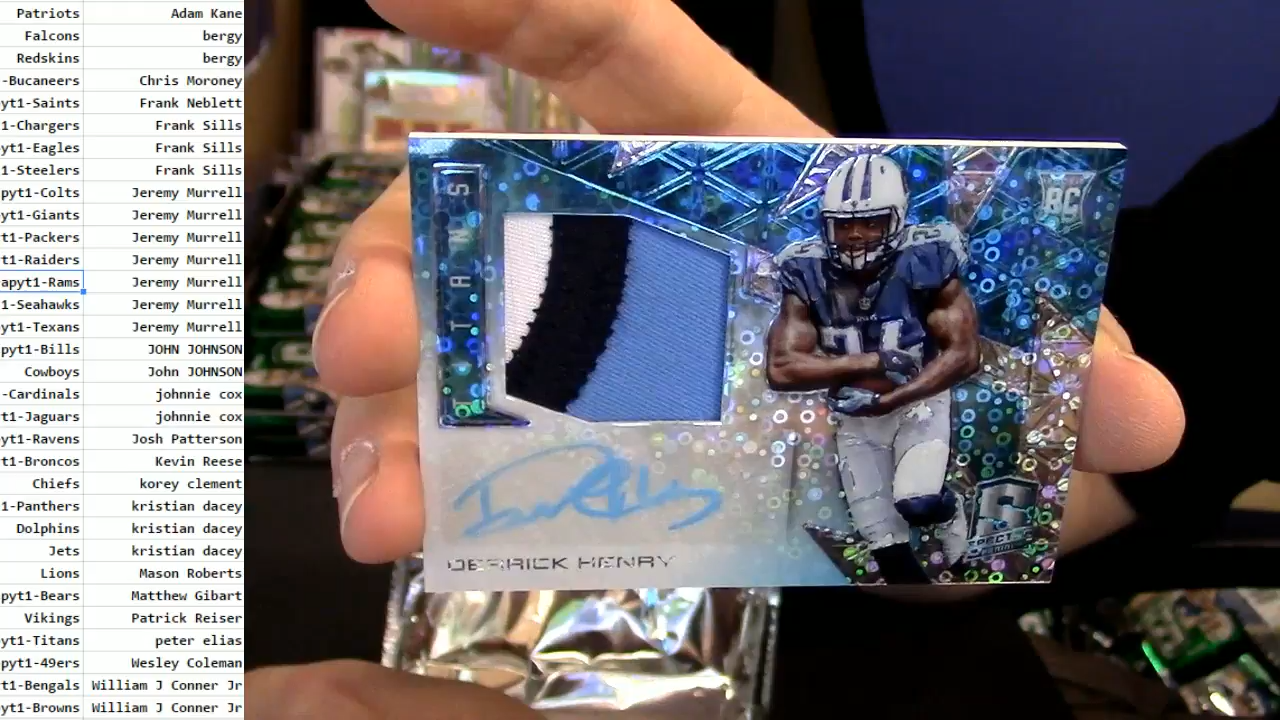 Patriots Adam Kane
Falcons bergy
Redskins bergy
-Bucaneers Chris Moroney
yt1-Saints Frank Neblett
1-Chargers Frank Sills
t1-Eagles Frank Sills
1-Steelers Frank Sills
pyt1-Colts Jeremy Murrell
yt1-Giants Jeremy Murrell
t1-Packers Jeremy Murrell
t1-Raiders Jeremy Murrell
apyt1-Rams Jeremy Murrell
1-Seahawks Jeremy Murrell
t1-Texans Jeremy Murrell
pyt1-Bills JOHN JOHNSON
Cowboys John JOHNSON
-Cardinals johnnie cox
t1-Jaguars johnnie cox
yt1-Ravens Josh Patterson
t1-Broncos Kevin Reese
Chiefs korey clement
1-Panthers kristian dacey
Dolphins kristian dacey
Jets kristian dacey
Lions Mason Roberts
pyt1-Bears Matthew Gibart
Vikings Patrick Reiser
yt1-Titans peter elias
pyt1-49ers Wesley Coleman
t1-Bengals William J Conner Jr
yt1-Browns William J Conner Jr
TITANS
RC
DERRICK HENRY